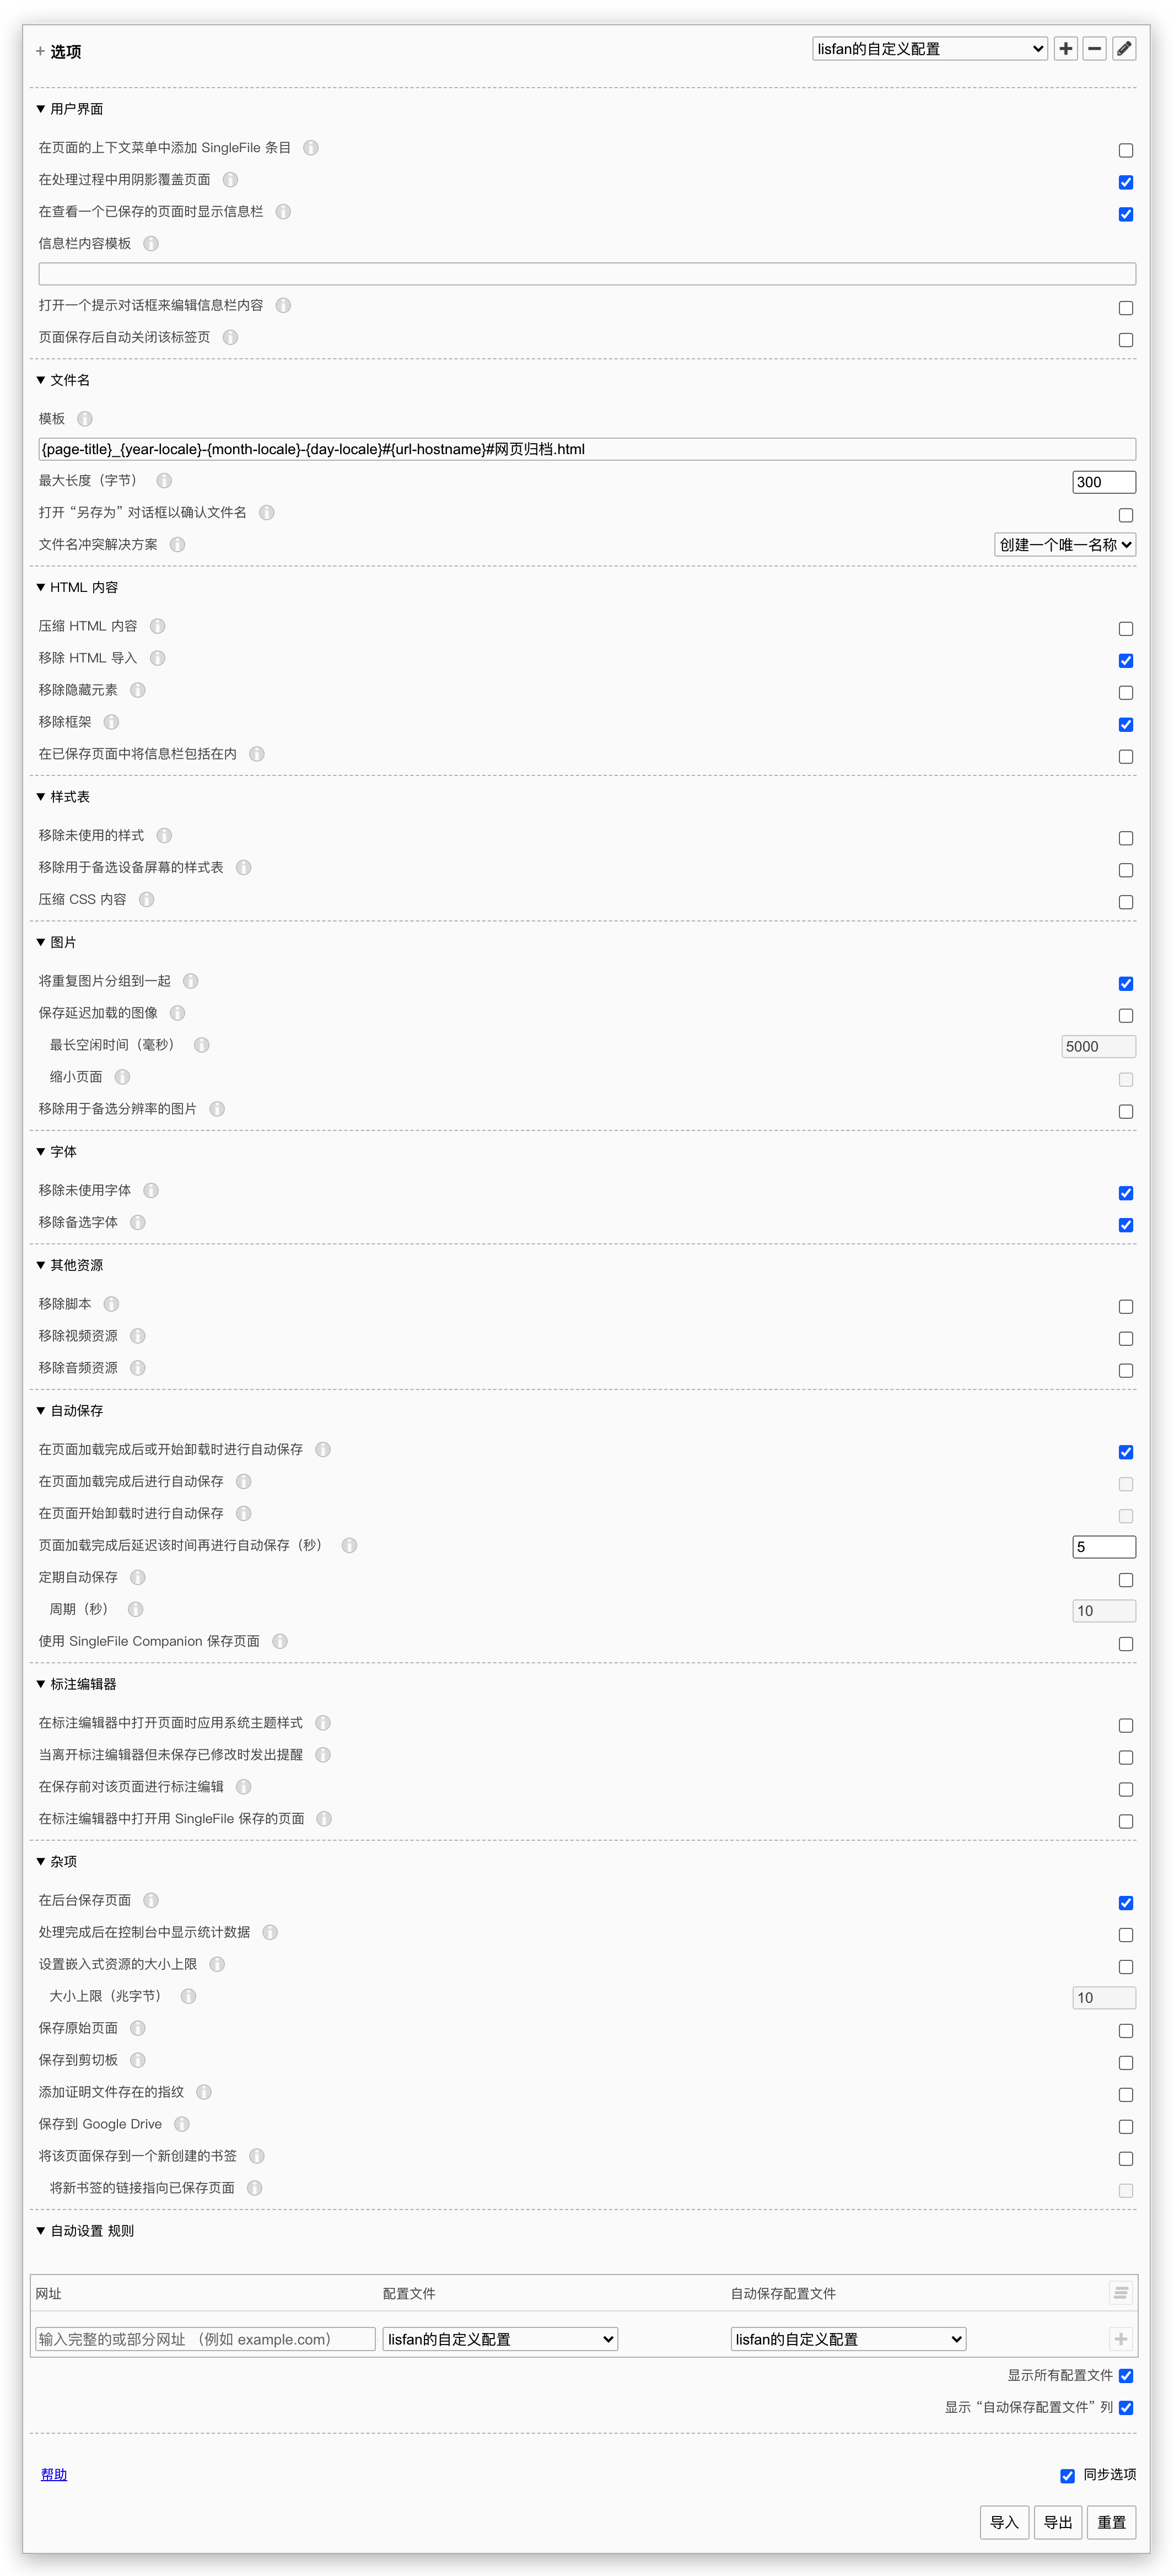 + 选项
lisfan的自定义配置
▼ 用户界面
在页面的上下文菜单中添加 SingleFile 条目
在处理过程中用阴影覆盖页面
在查看一个已保存的页面时显示信息栏
信息栏内容模板
打开一个提示对话框来编辑信息栏内容
页面保存后自动关闭该标签页
▼ 文件名
模板
{page-title}_{year-locale}-{month-locale}-{day-locale}#{url-hostname}#网页归档.html
最大长度（字节） 300
打开 “另存为” 对话框以确认文件名
文件名冲突解决方案 创建一个唯一名称
▼ HTML 内容
压缩 HTML 内容
移除 HTML 导入
移除隐藏元素
移除框架
在已保存页面中将信息栏包括在内
▼ 样式表
移除未使用的样式
移除用于备选设备屏幕的样式表
压缩 CSS 内容
▼ 图片
将重复图片分组到一起
保存延迟加载的图像
最长空闲时间（毫秒） 5000
缩小页面
移除用于备选分辨率的图片
▼ 字体
移除未使用字体
移除备选字体
▼ 其他资源
移除脚本
移除视频资源
移除音频资源
▼ 自动保存
在页面加载完成后或开始卸载时进行自动保存
在页面加载完成后进行自动保存
在页面开始卸载时进行自动保存
页面加载完成后延迟该时间再进行自动保存（秒） 5
定期自动保存
周期（秒） 10
使用 SingleFile Companion 保存页面
▼ 标注编辑器
在标注编辑器中打开页面时应用系统主题样式
当离开标注编辑器但未保存已修改时发出提醒
在保存前对该页面进行标注编辑
在标注编辑器中打开用 SingleFile 保存的页面
▼ 杂项
在后台保存页面
处理完成后在控制台中显示统计数据
设置嵌入式资源的大小上限
大小上限（兆字节） 10
保存原始页面
保存到剪切板
添加证明文件存在的指纹
保存到 Google Drive
将该页面保存到一个新创建的书签
将新书签的链接指向已保存页面
▼ 自动设置 规则
网址 配置文件 自动保存配置文件
输入完整的或部分网址 （例如 example.com） lisfan的自定义配置 lisfan的自定义配置
显示所有配置文件
显示 “自动保存配置文件” 列
帮助 同步选项
导入 导出 重置